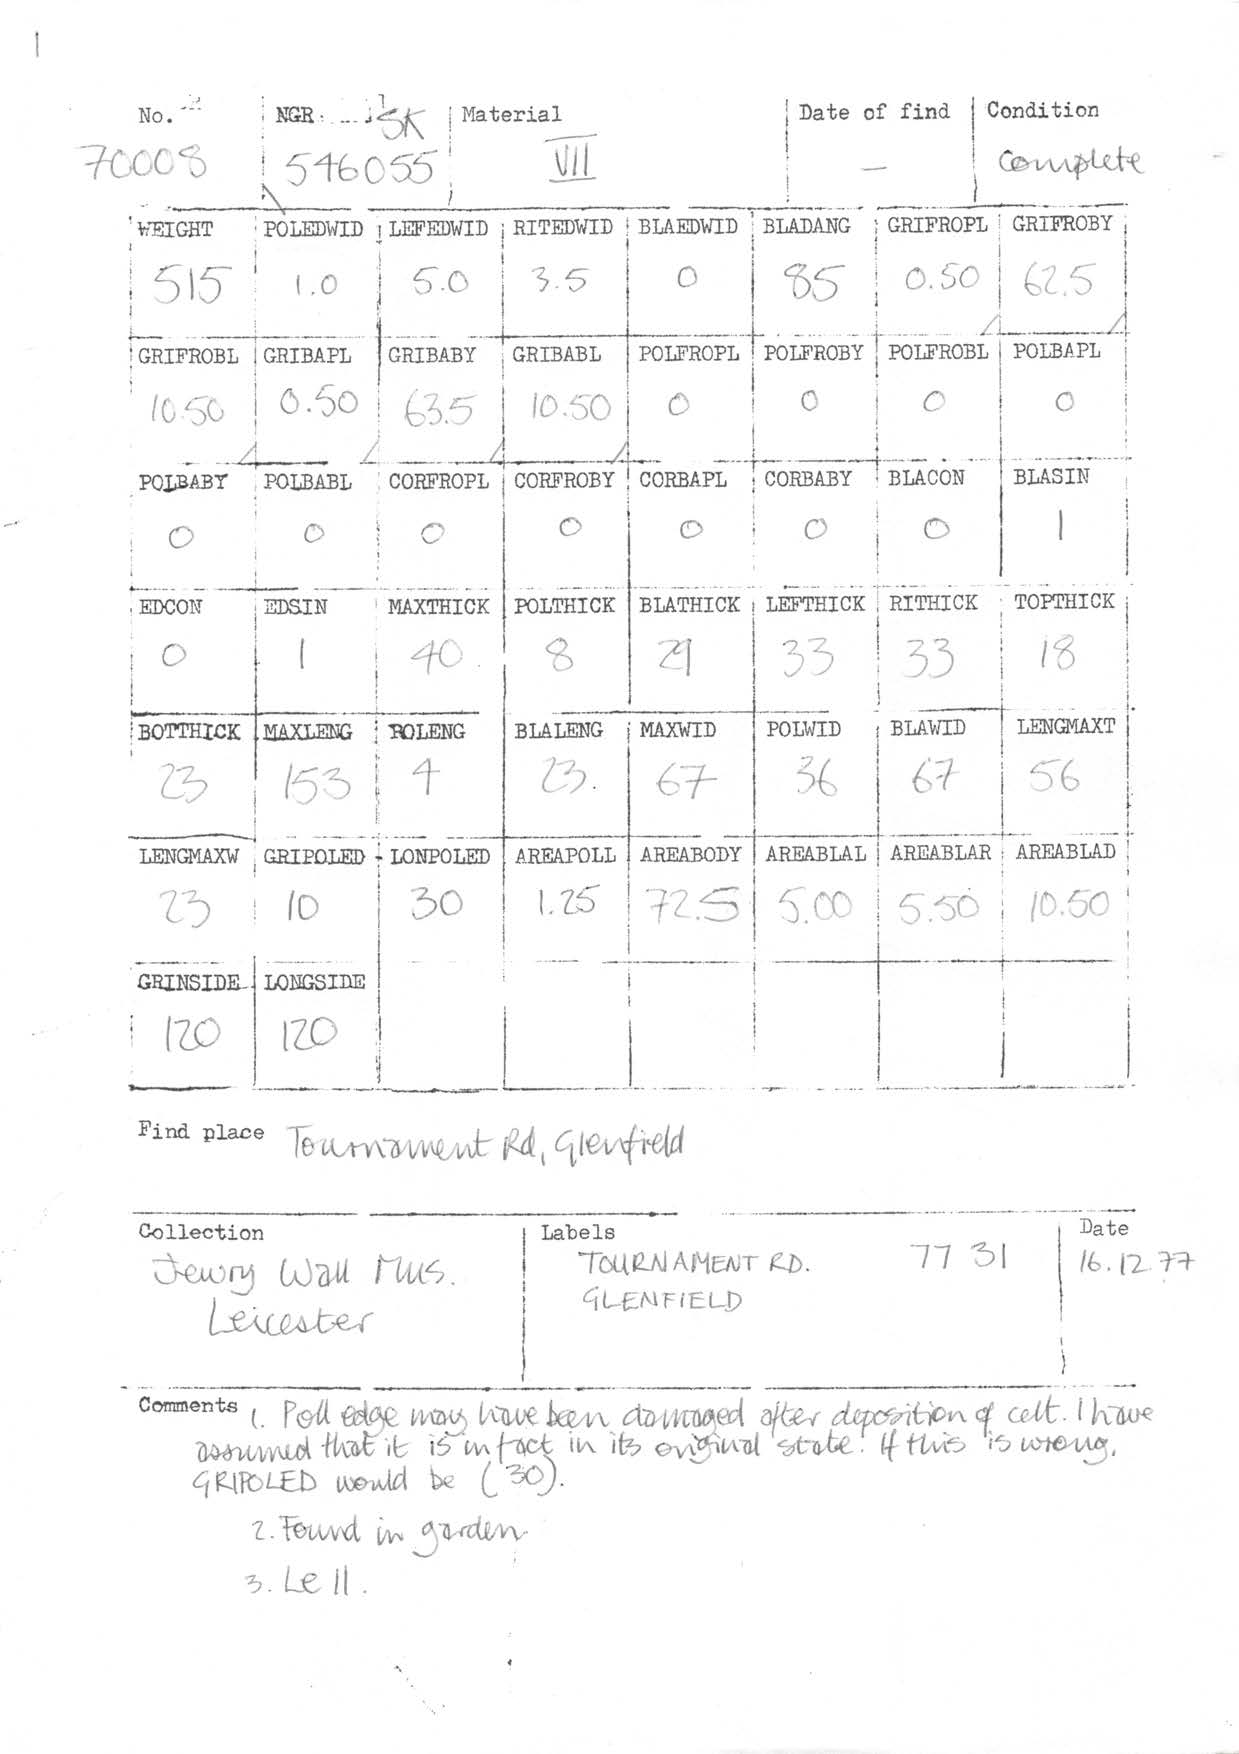 No. NGR SK Material Date of find Condition
70008 546055 VII — complete
WEIGHT POLEDWID LEFEDWID RITEDWID BLAEDWID BLADANG GRIFROPL GRIFROBY
515 1.0 5.0 3.5 0 85 0.50 62.5
GRIFROBL GRIBAPL GRIBABY GRIBABL POLFROPL POLFROBY POLFROBL POLBAPL
10.50 0.50 63.5 10.50 0 0 0 0
POLBABY POLBABL CORFROPL CORFROBY CORBAPL CORBABY BLACON BLASIN
0 0 0 0 0 0 0 1
EDCON EDSIN MAXTHICK POLTHICK BLATHICK LEFTHICK RITHICK TOPTHICK
0 1 40 8 29 33 33 18
BOTTHICK MAXLENG POLENG BLALENG MAXWID POLWID BLAWID LENGMAXT
23 153 4 23. 67 36 67 56
LENGMAXW GRIPOLED LONPOLED AREAPOLL AREABODY AREABLAL AREABLAR AREABLAD
23 10 30 1.25 72.5 5.00 5.50 10.50
GRINSIDE LONGSIDE
120 120
Find place Tournament Rd, Glenfield
Collection Labels Date
Jewry Wall Mus. TOURNAMENT RD. 77 31 16.12.77
Leicester GLENFIELD
Comments 1. Poll edge may have been damaged after deposition of celt. I have
assumed that it is in fact in its original state. If this is wrong,
GRIPOLED would be (30).
2. Found in garden.
3. Le 11.